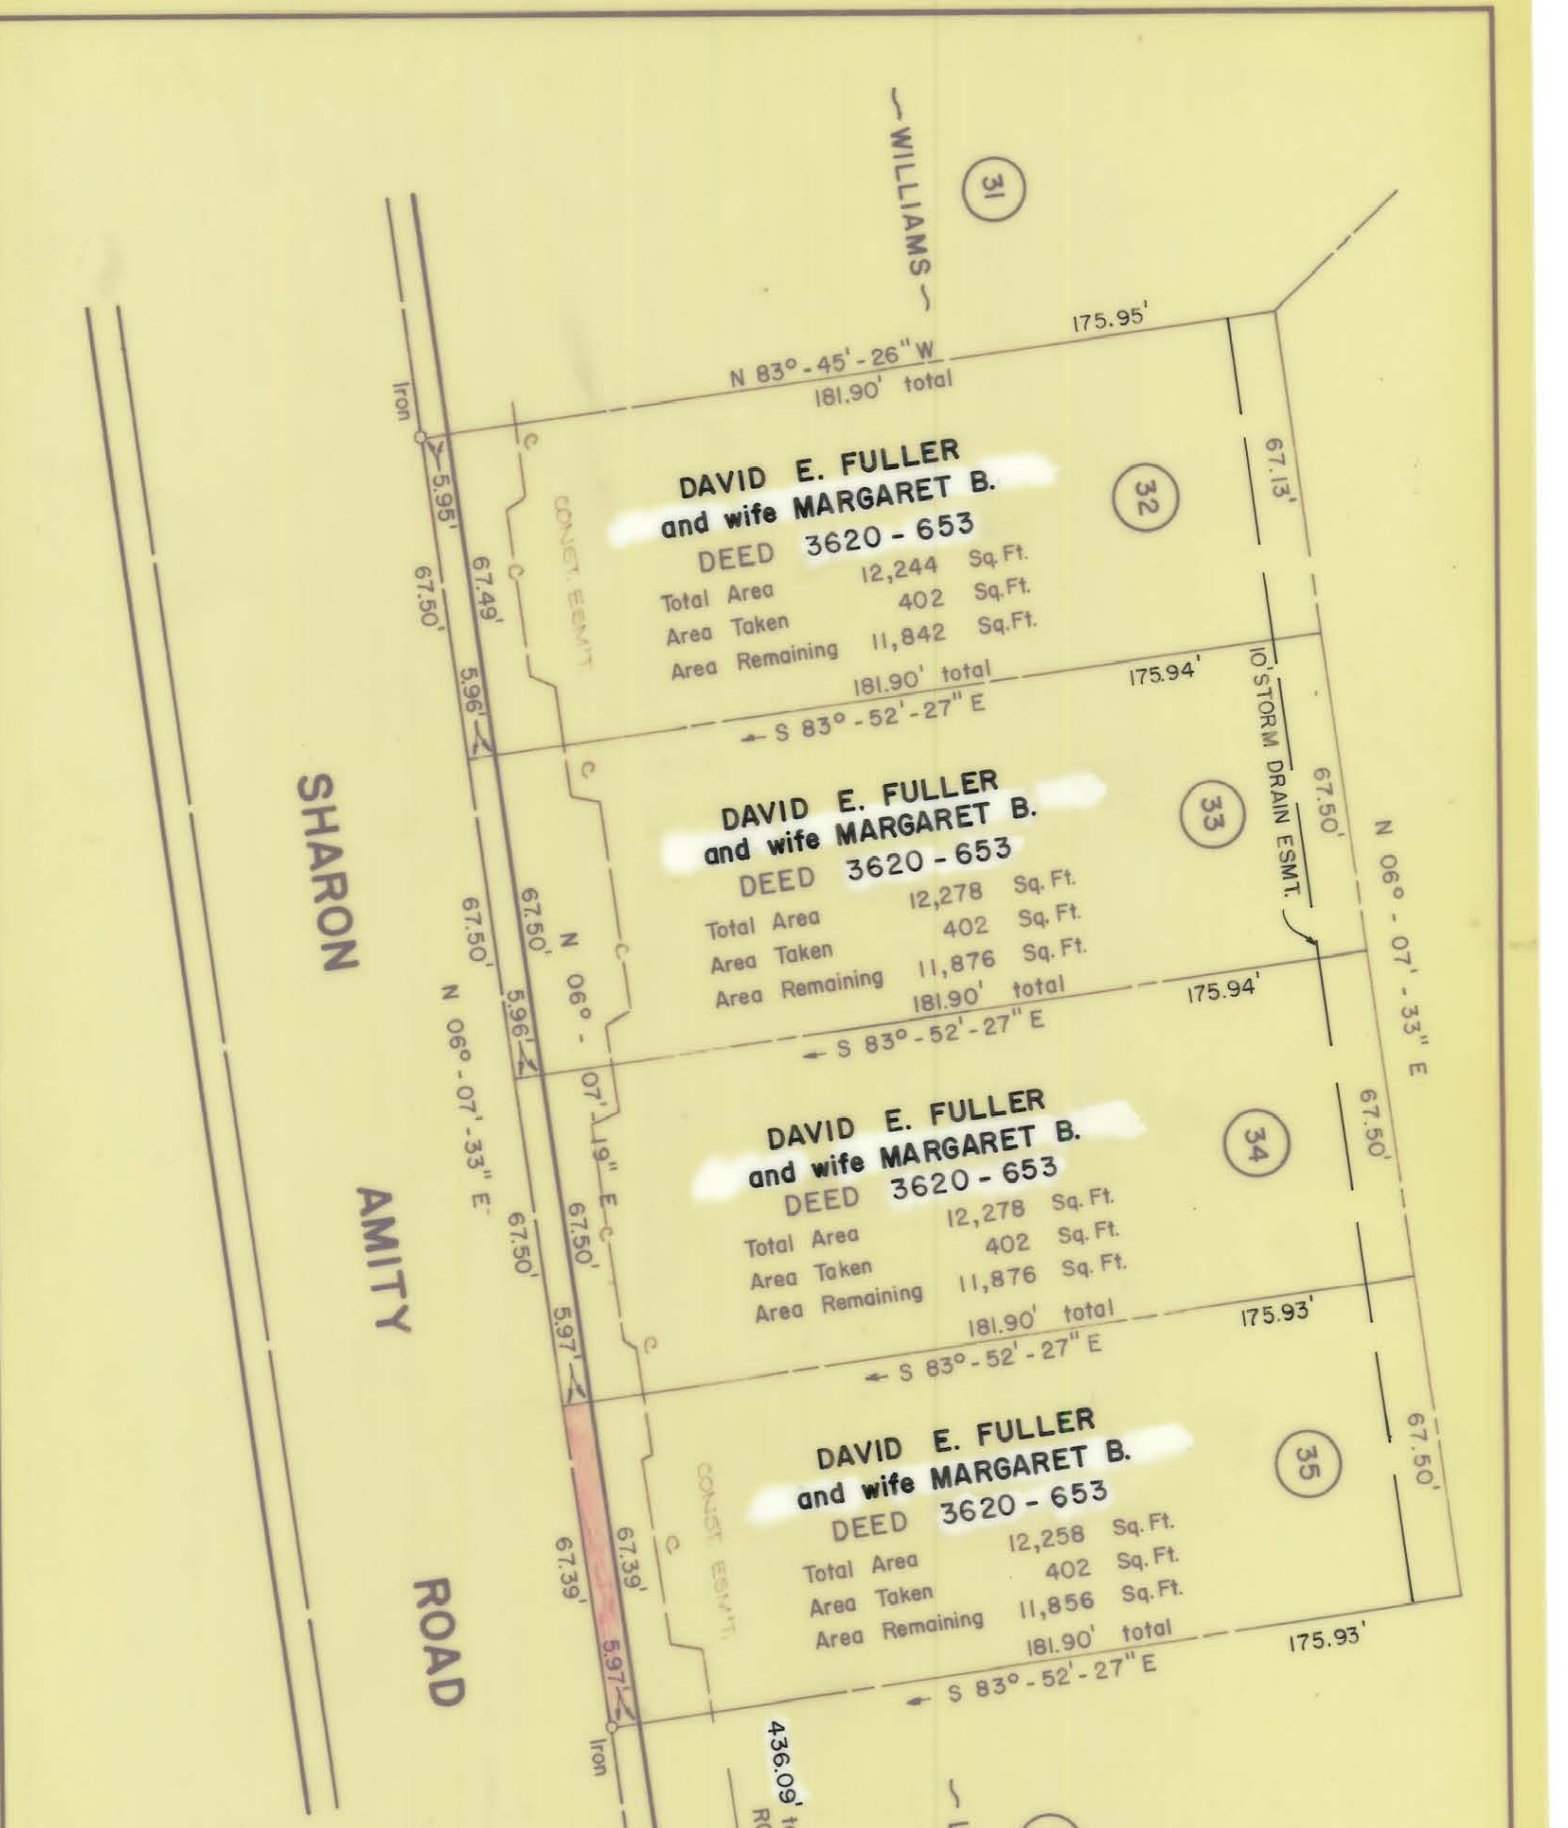 ~WILLIAMS~
31
175.95'
N 83° - 45' - 26" W
181.90' total
Iron
C
DAVID E. FULLER
and wife MARGARET B.
DEED 3620 - 653
Total Area 12,244 Sq.Ft.
Area Taken 402 Sq.Ft.
Area Remaining 11,842 Sq.Ft.
32
67.13'
CONST. ESM'T.
5.95'
67.49'
67.50'
C
5.96'
181.90' total
175.94'
S 83° - 52' - 27" E
10' STORM DRAIN ESMT.
C
DAVID E. FULLER
and wife MARGARET B.
DEED 3620 - 653
Total Area 12,278 Sq. Ft.
Area Taken 402 Sq. Ft.
Area Remaining 11,876 Sq. Ft.
33
67.50'
N 06° - 07' - 33" E
67.50'
67.50'
C
5.96'
N 06° - 07' - 19" E
N 06° - 07' - 33" E
181.90' total
175.94'
S 83° - 52' - 27" E
DAVID E. FULLER
and wife MARGARET B.
DEED 3620 - 653
Total Area 12,278 Sq. Ft.
Area Taken 402 Sq. Ft.
Area Remaining 11,876 Sq. Ft.
34
67.50'
67.50'
67.50'
C
5.97'
C
181.90' total
175.93'
S 83° - 52' - 27" E
DAVID E. FULLER
and wife MARGARET B.
DEED 3620 - 653
Total Area 12,258 Sq. Ft.
Area Taken 402 Sq. Ft.
Area Remaining 11,856 Sq. Ft.
35
67.50'
CONST ESM'T.
C
67.39'
67.39'
5.97'
181.90' total
175.93'
S 83° - 52' - 27" E
Iron
436.09'
SHARON AMITY ROAD